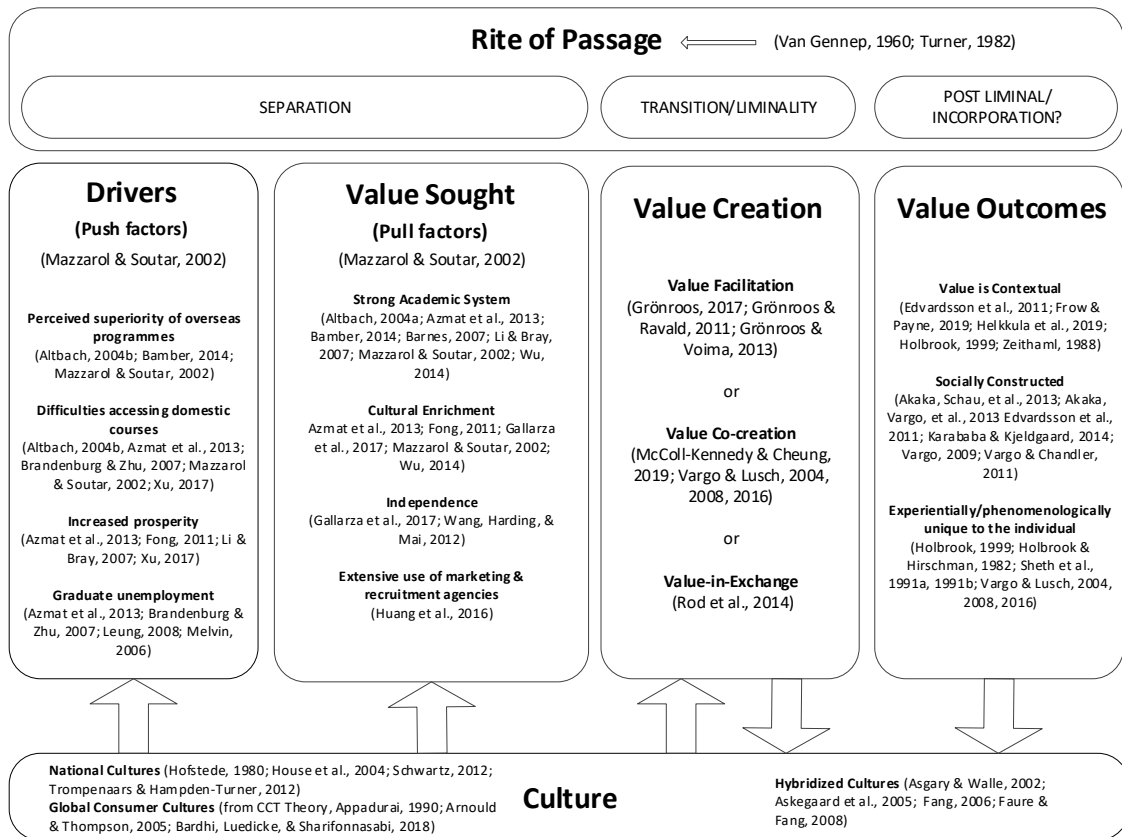 Rite of Passage
(Van Gennep, 1960; Turner, 1982)
SEPARATION
TRANSITION/LIMINALITY
POST LIMINAL/
INCORPORATION?
Drivers
(Push factors)
(Mazzarol & Soutar, 2002)
Perceived superiority of overseas
programmes
(Altbach, 2004b; Bamber, 2014;
Mazzarol & Soutar, 2002)
Difficulties accessing domestic
courses
(Altbach, 2004b, Azmat et al., 2013;
Brandenburg & Zhu, 2007; Mazzarol
& Soutar, 2002; Xu, 2017)
Increased prosperity
(Azmat et al., 2013; Fong, 2011; Li &
Bray, 2007; Xu, 2017)
Graduate unemployment
(Azmat et al., 2013; Brandenburg &
Zhu, 2007; Leung, 2008; Melvin,
2006)
Value Sought
(Pull factors)
(Mazzarol & Soutar, 2002)
Strong Academic System
(Altbach, 2004a; Azmat et al., 2013;
Bamber, 2014; Barnes, 2007; Li & Bray,
2007; Mazzarol & Soutar, 2002; Wu,
2014)
Cultural Enrichment
Azmat et al., 2013; Fong, 2011; Gallarza
et al., 2017; Mazzarol & Soutar, 2002;
Wu, 2014)
Independence
(Gallarza et al., 2017; Wang, Harding, &
Mai, 2012)
Extensive use of marketing &
recruitment agencies
(Huang et al., 2016)
Value Creation
Value Facilitation
(Grönroos, 2017; Grönroos &
Ravald, 2011; Grönroos &
Voima, 2013)
or
Value Co-creation
(McColl-Kennedy & Cheung,
2019; Vargo & Lusch, 2004,
2008, 2016)
or
Value-in-Exchange
(Rod et al., 2014)
Value Outcomes
Value is Contextual
(Edvardsson et al., 2011; Frow &
Payne, 2019; Helkkula et al., 2019;
Holbrook, 1999; Zeithaml, 1988)
Socially Constructed
(Akaka, Schau, et al., 2013; Akaka,
Vargo, et al., 2013 Edvardsson et al.,
2011; Karababa & Kjeldgaard, 2014;
Vargo, 2009; Vargo & Chandler,
2011)
Experientially/phenomenologically
unique to the individual
(Holbrook, 1999; Holbrook &
Hirschman, 1982; Sheth et al.,
1991a, 1991b; Vargo & Lusch, 2004,
2008, 2016)
National Cultures (Hofstede, 1980; House et al., 2004; Schwartz, 2012;
Trompenaars & Hampden-Turner, 2012)
Global Consumer Cultures (from CCT Theory, Appadurai, 1990; Arnould
& Thompson, 2005; Bardhi, Luedicke, & Sharifonnasabi, 2018)
Culture
Hybridized Cultures (Asgary & Walle, 2002;
Askegaard et al., 2005; Fang, 2006; Faure &
Fang, 2008)